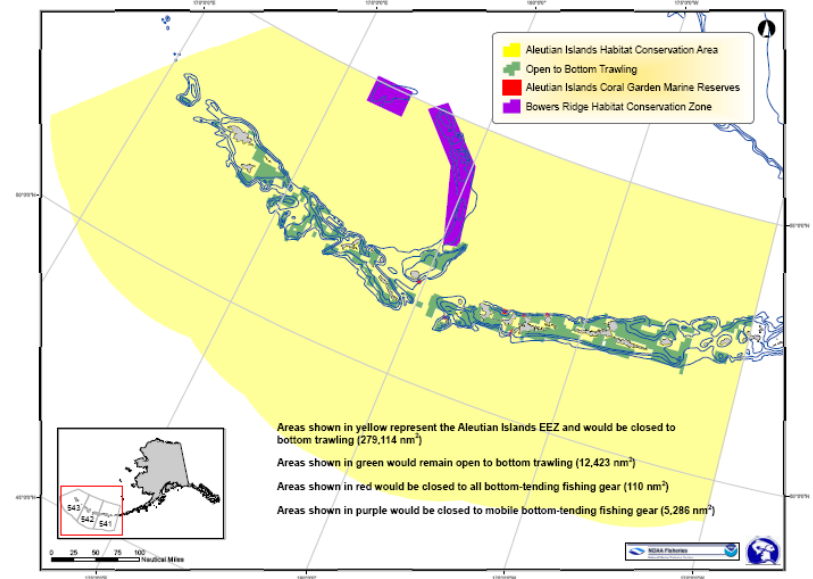 Aleutian Islands Habitat Conservation Area
Open to Bottom Trawling
Aleutian Islands Coral Garden Marine Reserves
Bowers Ridge Habitat Conservation Zone
Areas shown in yellow represent the Aleutian Islands EEZ and would be closed to
bottom trawling (279,114 nm²)
Areas shown in green would remain open to bottom trawling (12,423 nm²)
Areas shown in red would be closed to all bottom-tending fishing gear (110 nm²)
Areas shown in purple would be closed to mobile bottom-tending fishing gear (5,286 nm²)
543
542
541
0 25 50 75 100
Nautical Miles
NOAA Fisheries